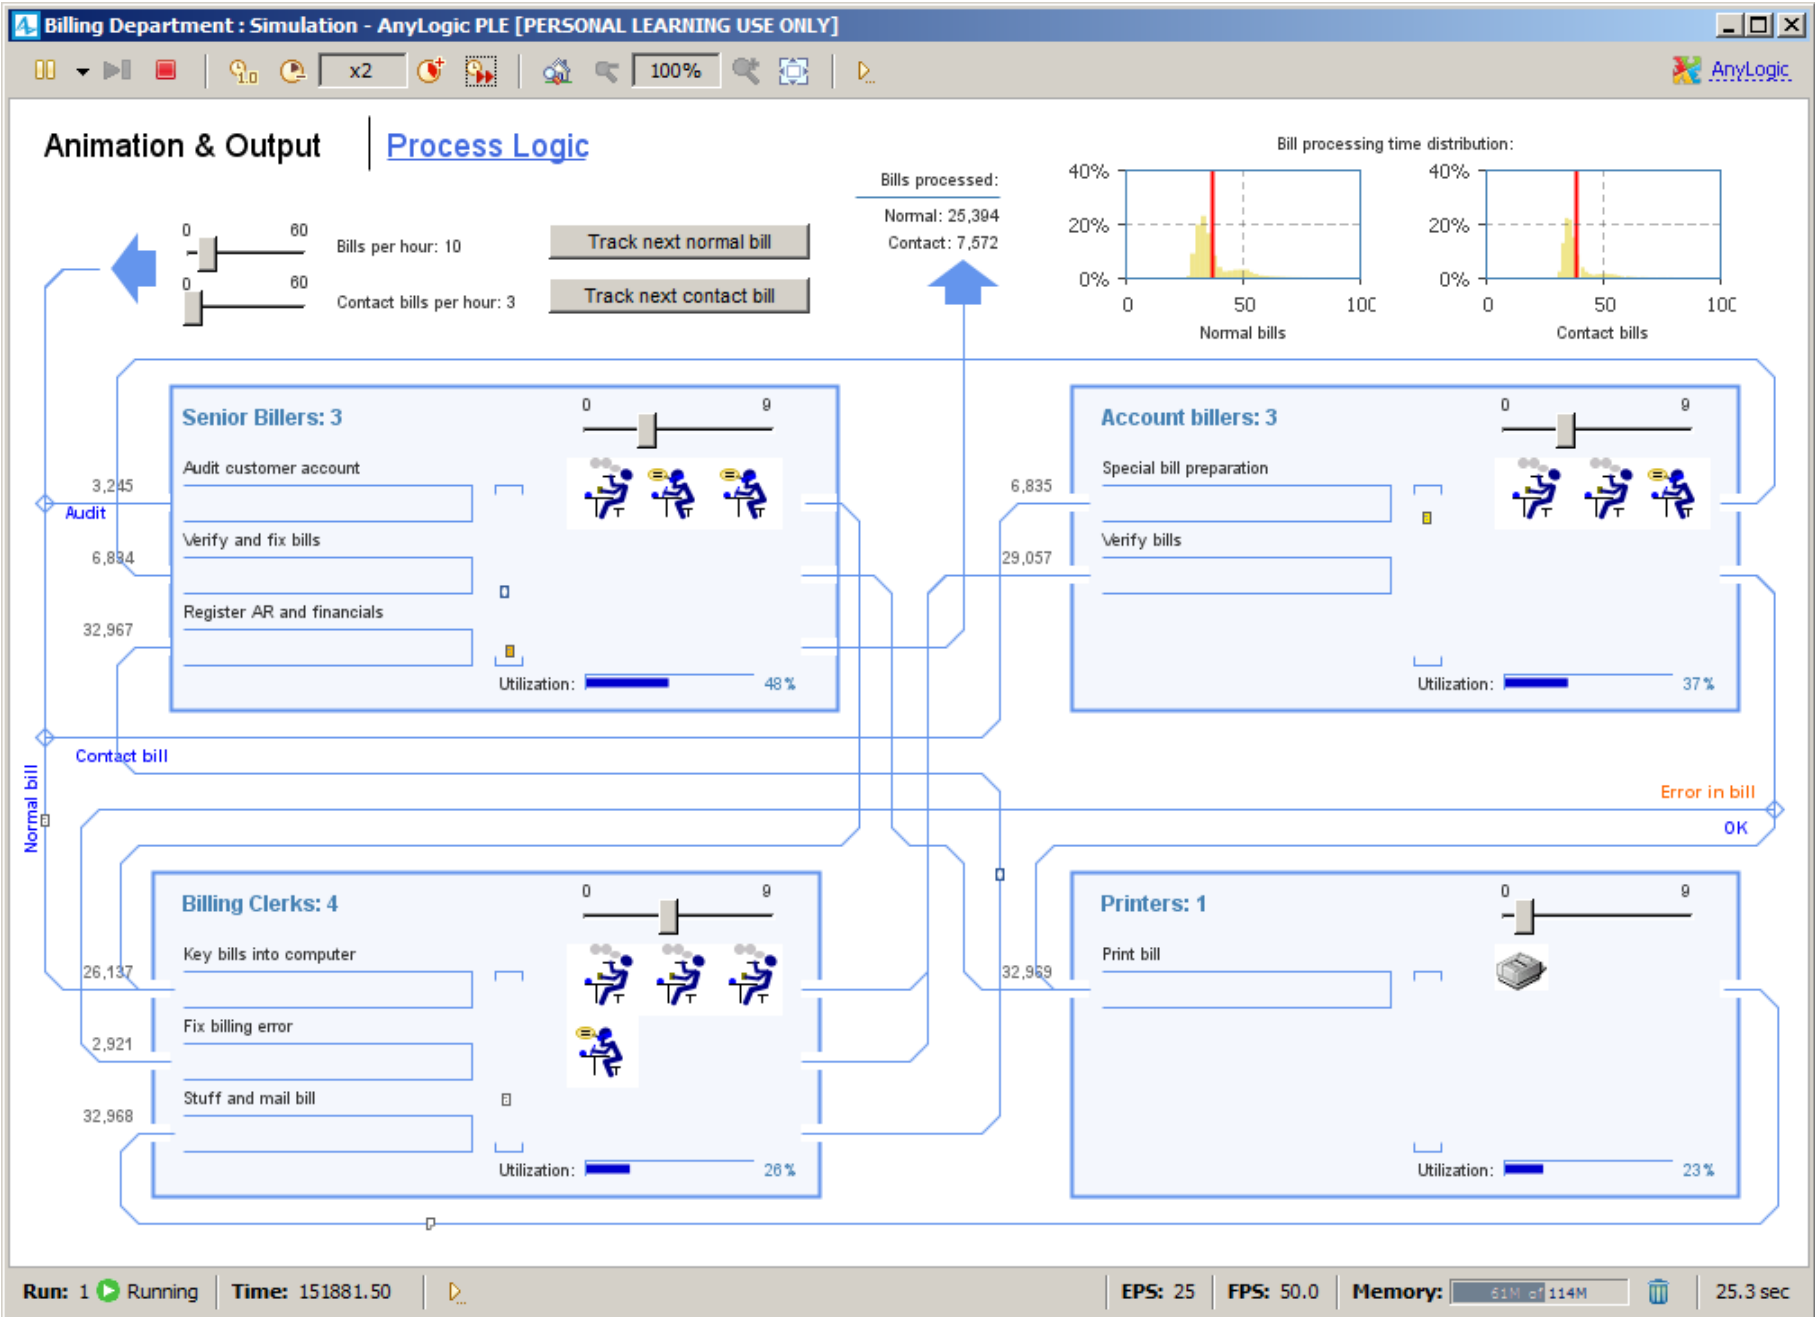 Billing Department : Simulation - AnyLogic PLE [PERSONAL LEARNING USE ONLY]
1.0
x2
100%
AnyLogic
Animation & Output
Process Logic
Bill processing time distribution:
Bills processed:
Normal: 25,394
Contact: 7,572
40%
20%
0%
0 50 100
Normal bills
40%
20%
0%
0 50 100
Contact bills
0 60
Bills per hour: 10
Track next normal bill
0 60
Contact bills per hour: 3
Track next contact bill
Senior Billers: 3
0 9
Audit customer account
3,245
Audit
Verify and fix bills
6,834
Register AR and financials
32,967
Utilization: 48%
Account billers: 3
0 9
Special bill preparation
6,835
Verify bills
29,057
Utilization: 37%
Contact bill
Normal bill
Error in bill
OK
Billing Clerks: 4
0 9
Key bills into computer
26,137
Fix billing error
2,921
Stuff and mail bill
32,968
Utilization: 26%
Printers: 1
0 9
Print bill
32,969
Utilization: 23%
Run: 1 Running Time: 151881.50 EPS: 25 FPS: 50.0 Memory: 61M of 114M 25.3 sec